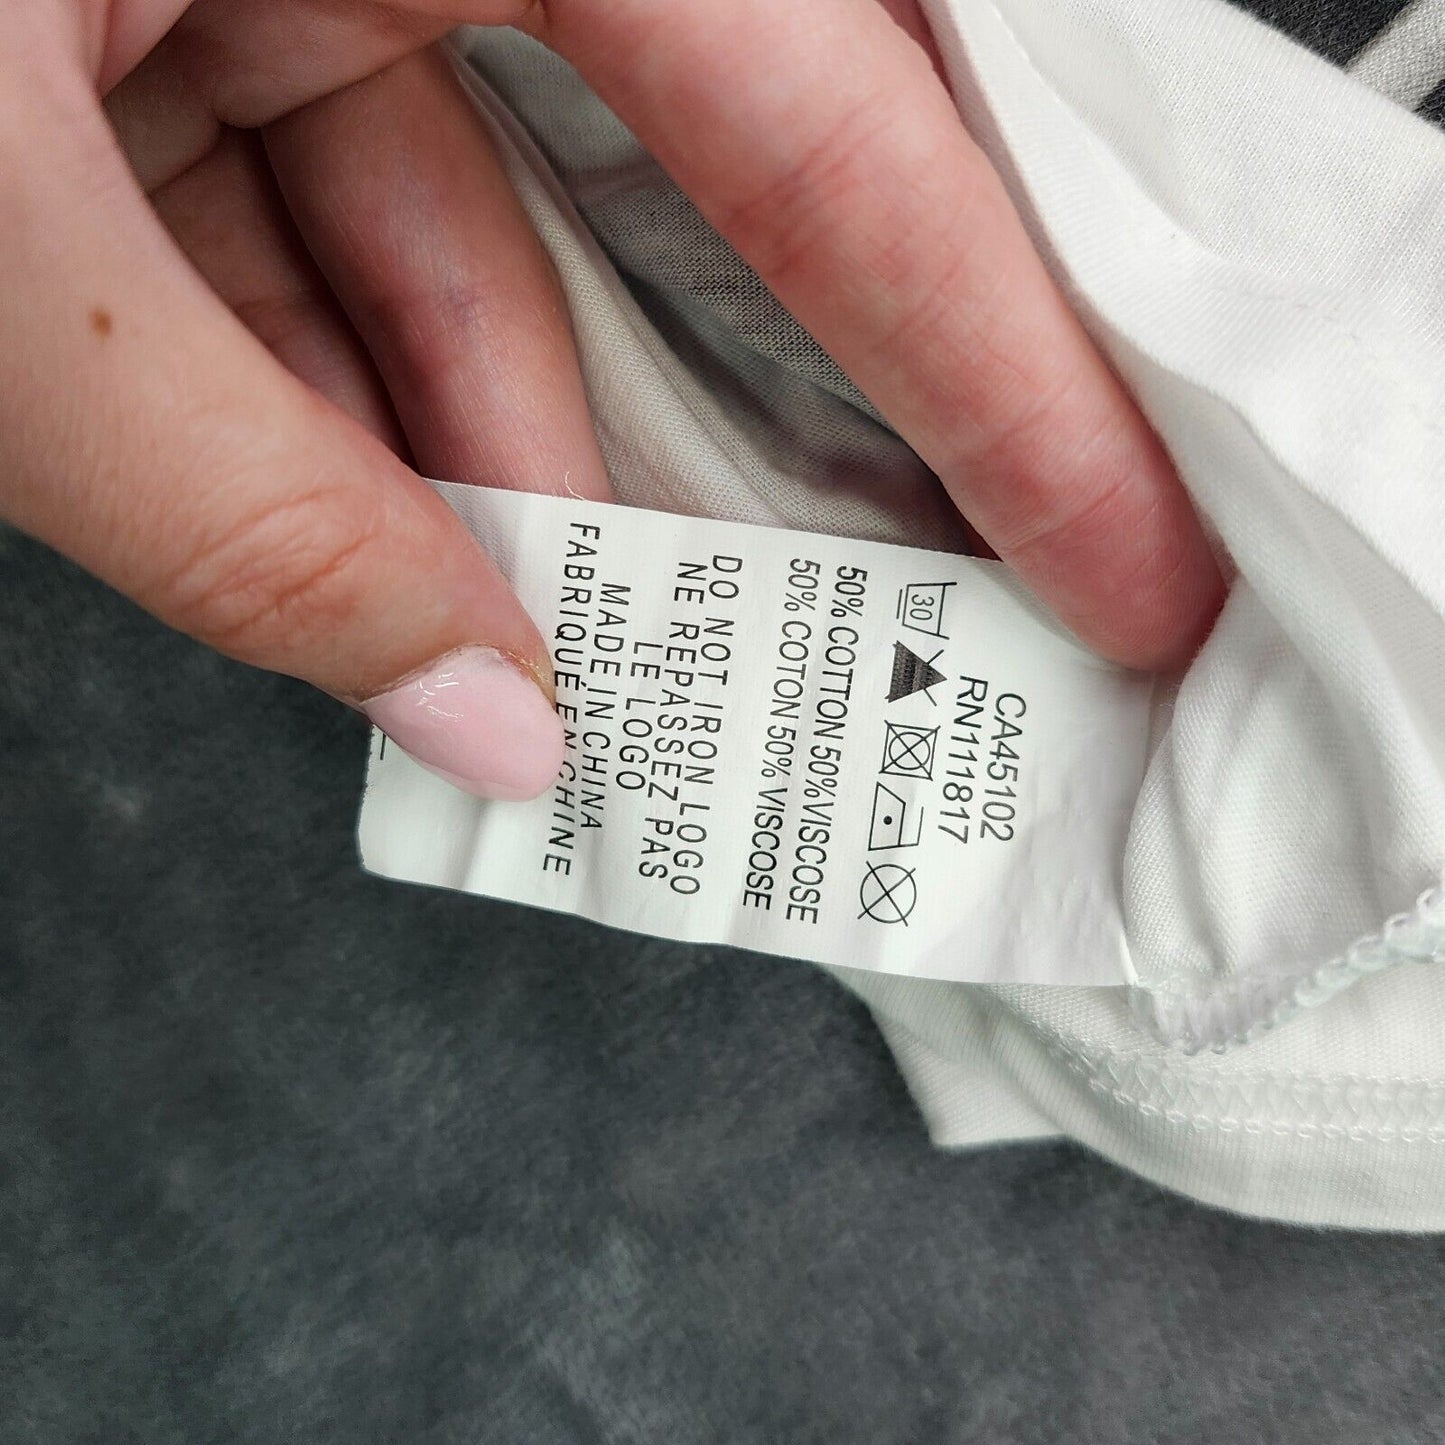 CA45102
RN111817
30
50% COTTON 50%VISCOSE
50% COTON 50% VISCOSE
DO NOT IRON LOGO
NE REPASSEZ PAS
LE LOGO
MADE IN CHINA
FABRIQUÉ EN CHINE